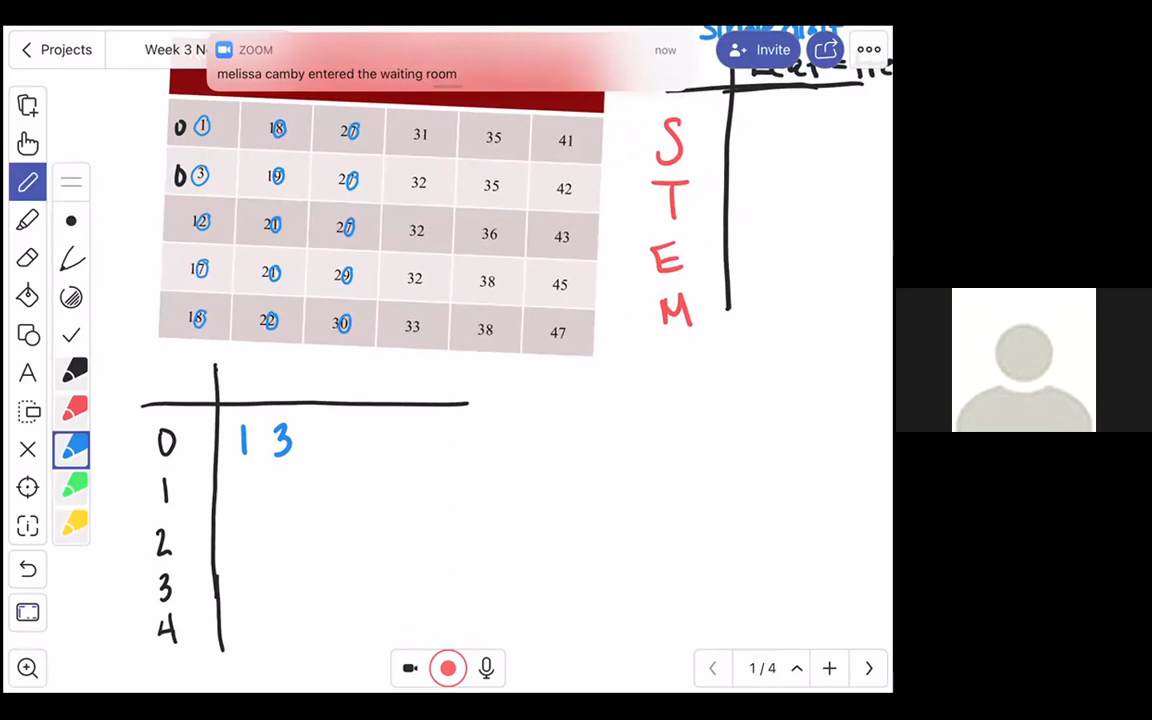 Projects
Week 3 N
ZOOM
now
melissa camby entered the waiting room
Invite
0 1 18 27 31 35 41
0 3 19 27 32 35 42
12 21 27 32 36 43
17 21 29 32 38 45
18 22 30 33 38 47
S
T
E
M
0 1 3
1
2
3
4
A
1/4